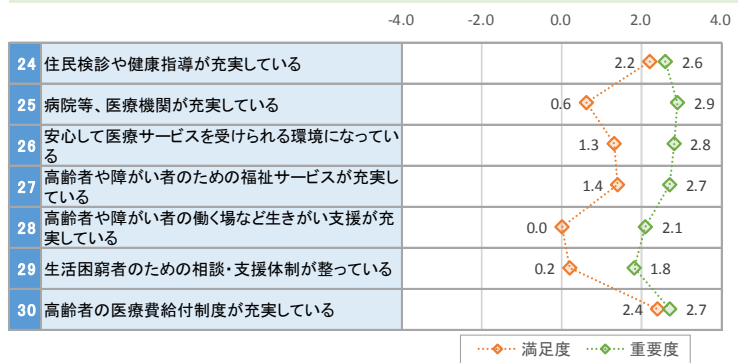 -4.0 -2.0 0.0 2.0 4.0
24 住民検診や健康指導が充実している 2.2 2.6
25 病院等、医療機関が充実している 0.6 2.9
26 安心して医療サービスを受けられる環境になってい
る 1.3 2.8
27 高齢者や障がい者のための福祉サービスが充実し
ている 1.4 2.7
28 高齢者や障がい者の働く場など生きがい支援が充
実している 0.0 2.1
29 生活困窮者のための相談・支援体制が整っている 0.2 1.8
30 高齢者の医療費給付制度が充実している 2.4 2.7
満足度 重要度